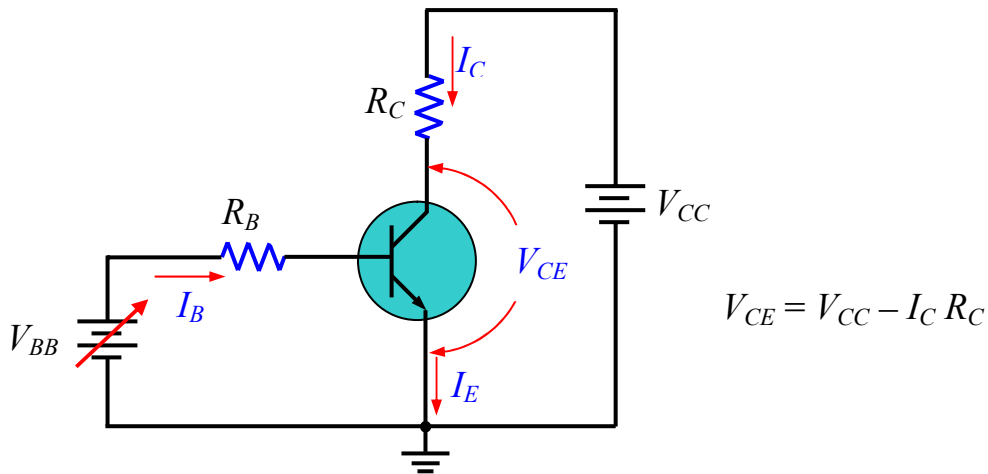 I_C
R_C
R_B
V_CC
V_CE
I_B
V_CE = V_CC – I_C R_C
V_BB
I_E